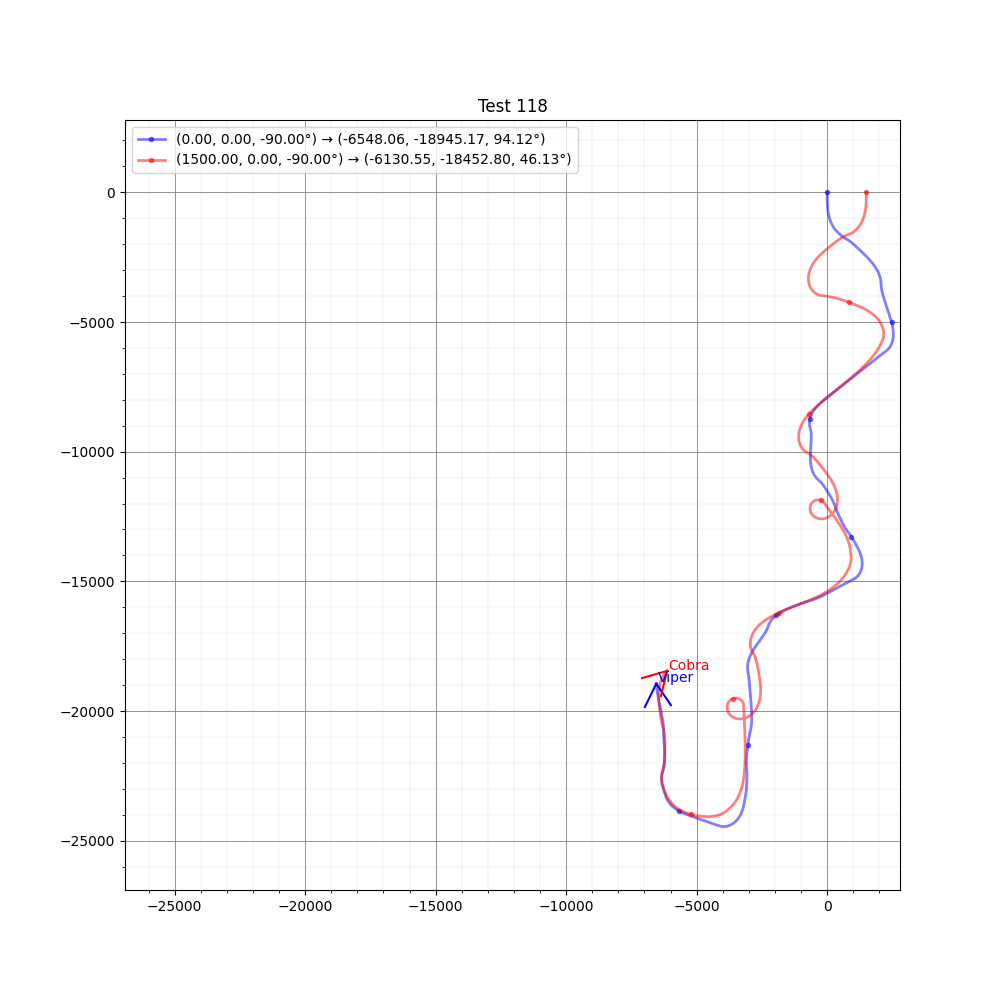 Test 118
(0.00, 0.00, -90.00°) → (-6548.06, -18945.17, 94.12°)
(1500.00, 0.00, -90.00°) → (-6130.55, -18452.80, 46.13°)
0
−5000
−10000
−15000
Cobra
Viper
−20000
−25000
−25000 −20000 −15000 −10000 −5000 0